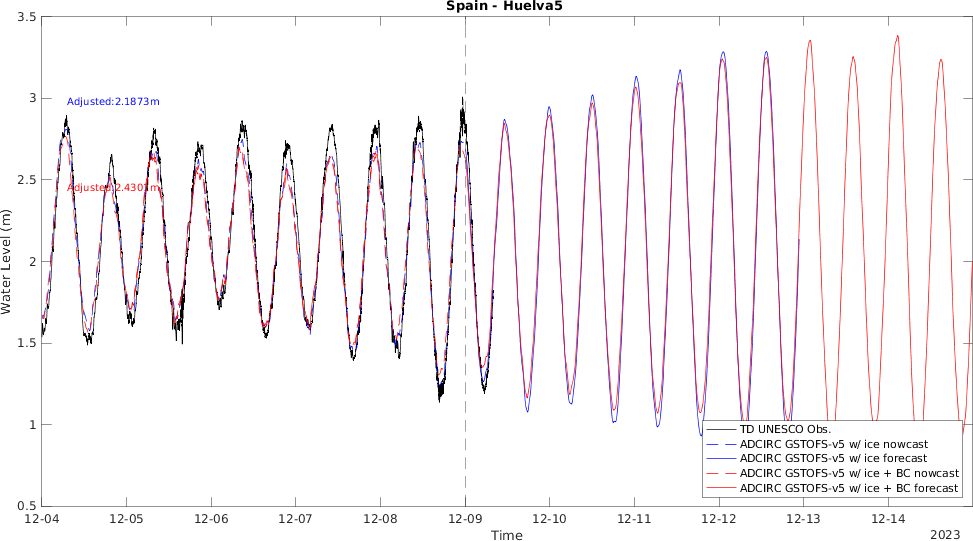 Spain - Huelva5
3.5
3
2.5
2
1.5
1
0.5
Water Level (m)
Adjusted:2.1873m
TD UNESCO Obs.
ADCIRC GSTOFS-v5 w/ ice nowcast
ADCIRC GSTOFS-v5 w/ ice forecast
ADCIRC GSTOFS-v5 w/ ice + BC nowcast
ADCIRC GSTOFS-v5 w/ ice + BC forecast
12-04 12-05 12-06 12-07 12-08 12-09 12-10 12-11 12-12 12-13 12-14
Time
2023